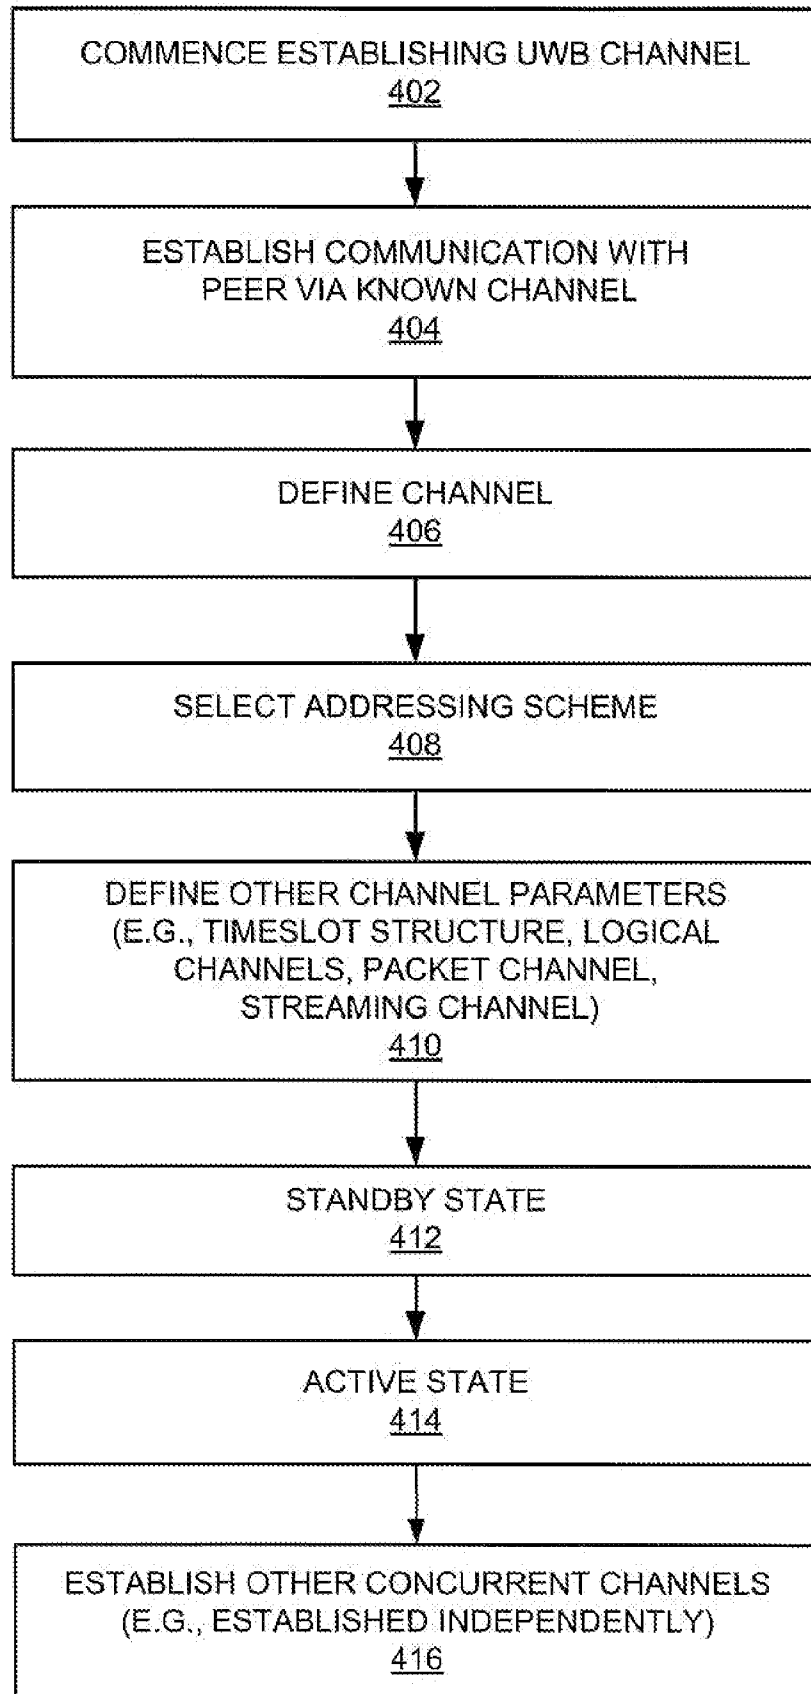 COMMENCE ESTABLISHING UWB CHANNEL
402
ESTABLISH COMMUNICATION WITH
PEER VIA KNOWN CHANNEL
404
DEFINE CHANNEL
406
SELECT ADDRESSING SCHEME
408
DEFINE OTHER CHANNEL PARAMETERS
(E.G., TIMESLOT STRUCTURE, LOGICAL
CHANNELS, PACKET CHANNEL,
STREAMING CHANNEL)
410
STANDBY STATE
412
ACTIVE STATE
414
ESTABLISH OTHER CONCURRENT CHANNELS
(E.G., ESTABLISHED INDEPENDENTLY)
416